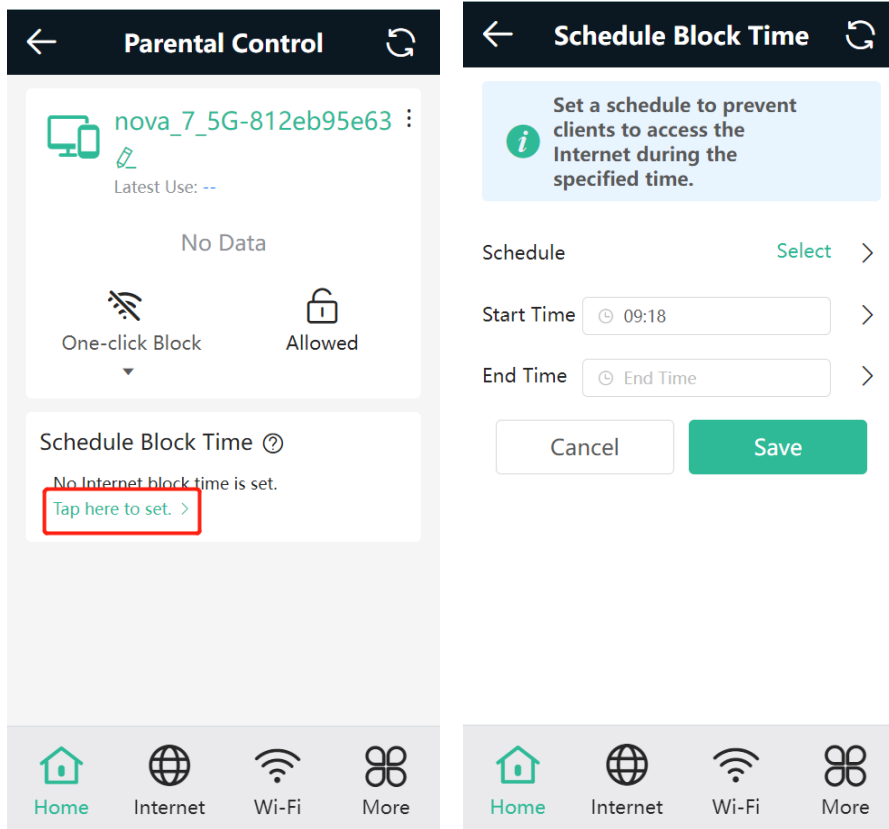 Parental Control
nova_7_5G-812eb95e63
Latest Use: --
No Data
One-click Block
Allowed
Schedule Block Time
No Internet block time is set.
Tap here to set. >
Home
Internet
Wi-Fi
More
Schedule Block Time
Set a schedule to prevent
clients to access the
Internet during the
specified time.
Schedule
Select
Start Time
09:18
End Time
End Time
Cancel
Save
Home
Internet
Wi-Fi
More